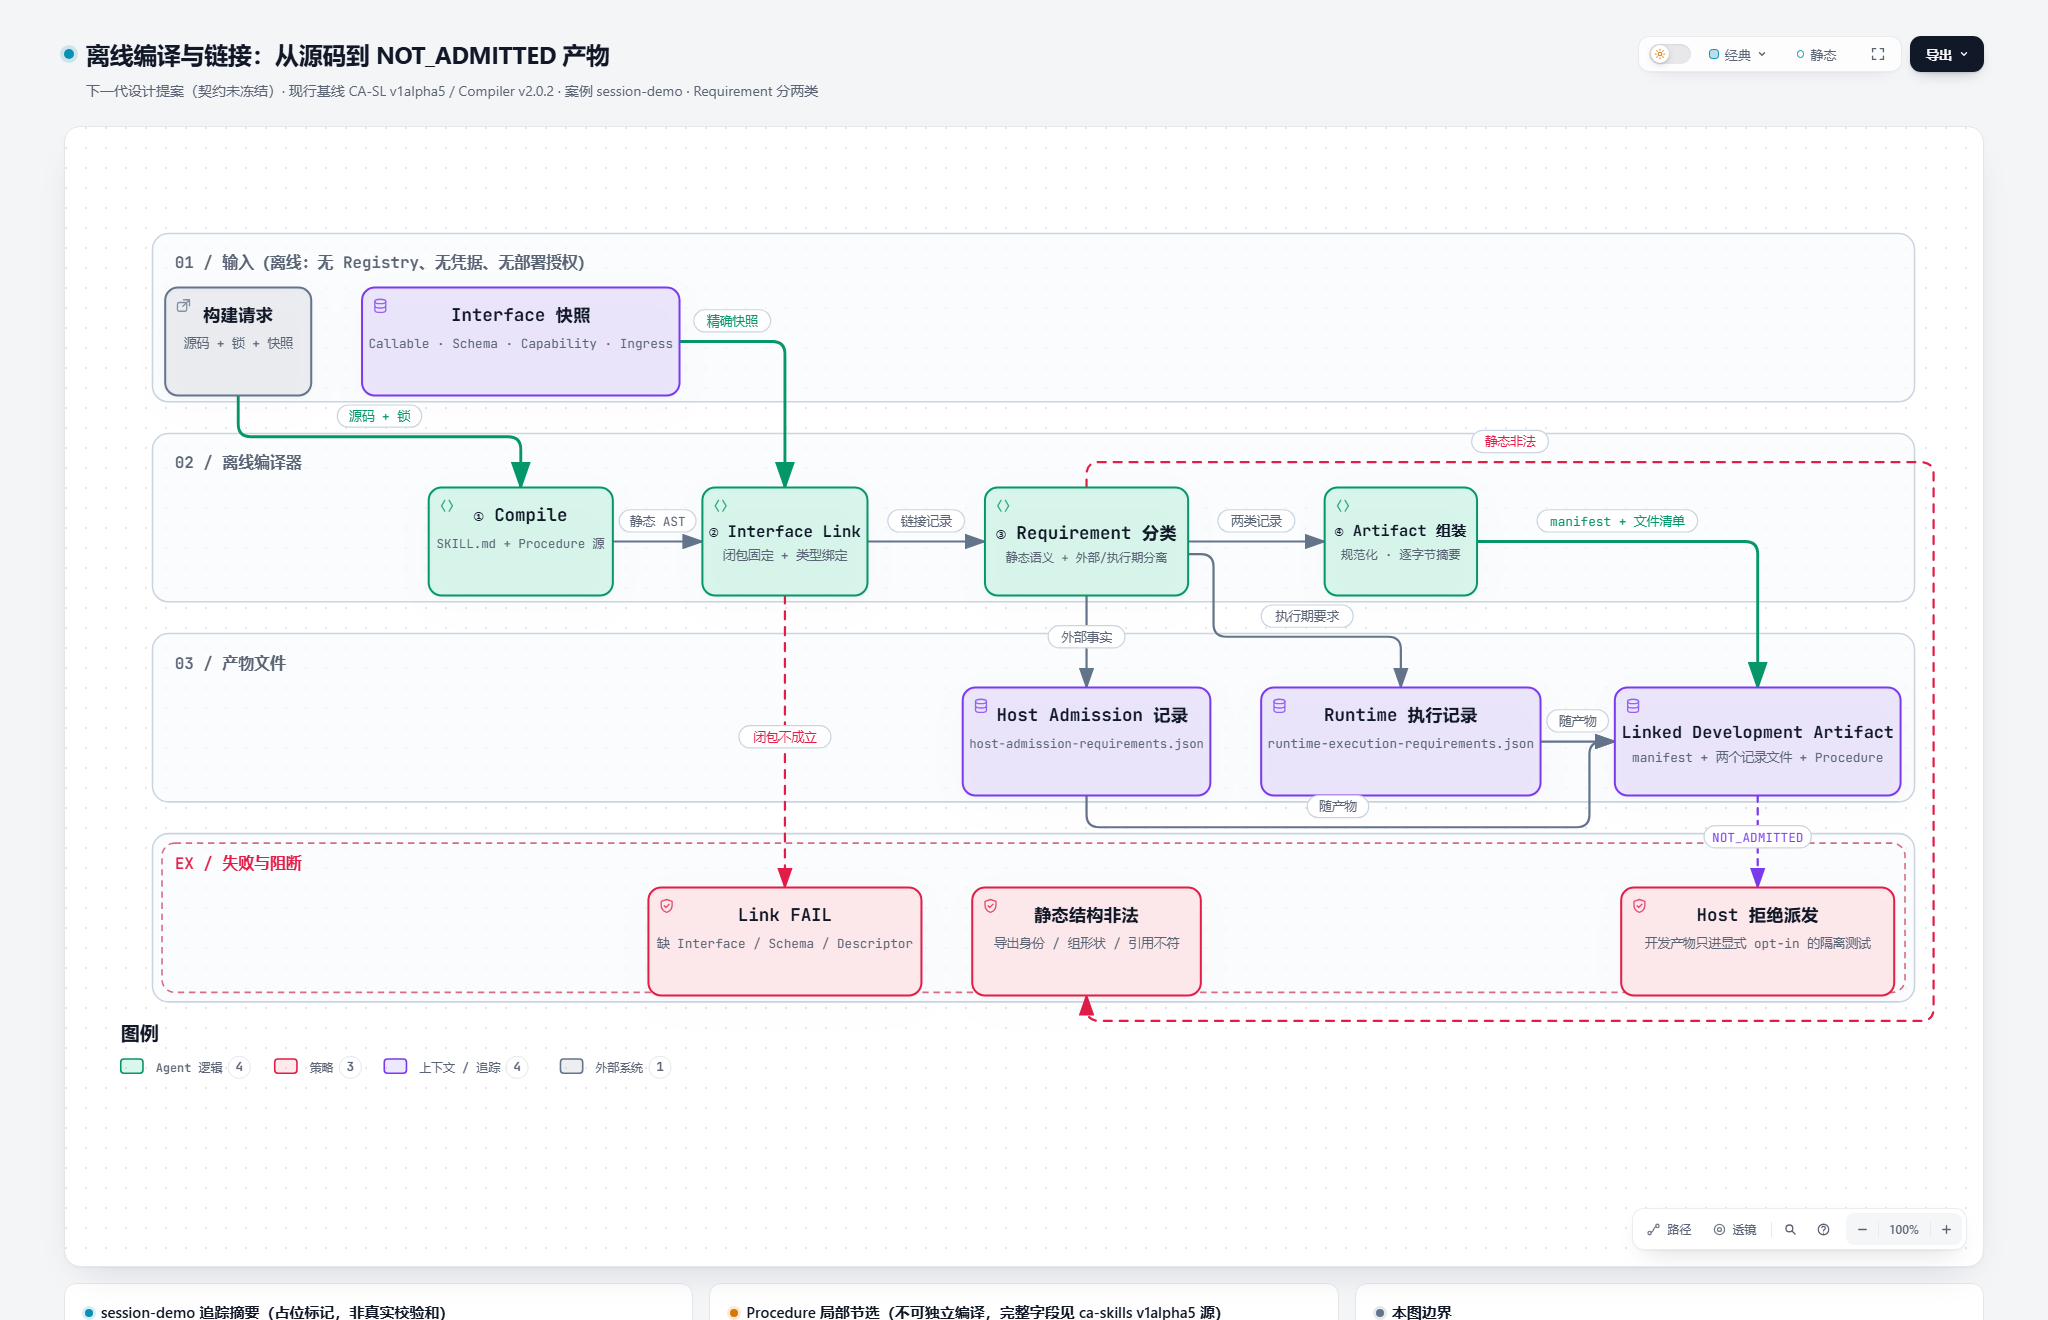 离线编译与链接：从源码到 NOT_ADMITTED 产物
下一代设计提案（契约未冻结）· 现行基线 CA-SL v1alpha5 / Compiler v2.0.2 · 案例 session-demo · Requirement 分两类
经典
静态
导出
01 / 输入（离线：无 Registry、无凭据、无部署授权）
构建请求
源码 + 锁 + 快照
Interface 快照
Callable · Schema · Capability · Ingress
精确快照
源码 + 锁
02 / 离线编译器
静态非法
① Compile
SKILL.md + Procedure 源
静态 AST
② Interface Link
闭包固定 + 类型绑定
链接记录
③ Requirement 分类
静态语义 + 外部/执行期分离
两类记录
④ Artifact 组装
规范化 · 逐字节摘要
manifest + 文件清单
执行期要求
外部事实
03 / 产物文件
Host Admission 记录
host-admission-requirements.json
Runtime 执行记录
runtime-execution-requirements.json
随产物
Linked Development Artifact
manifest + 两个记录文件 + Procedure
闭包不成立
随产物
NOT_ADMITTED
EX / 失败与阻断
Link FAIL
缺 Interface / Schema / Descriptor
静态结构非法
导出身份 / 组形状 / 引用不符
Host 拒绝派发
开发产物只进显式 opt-in 的隔离测试
图例
Agent 逻辑 4
策略 3
上下文 / 追踪 4
外部系统 1
路径
透镜
100%
session-demo 追踪摘要（占位标记，非真实校验和）
Procedure 局部节选（不可独立编译，完整字段见 ca-skills v1alpha5 源）
本图边界